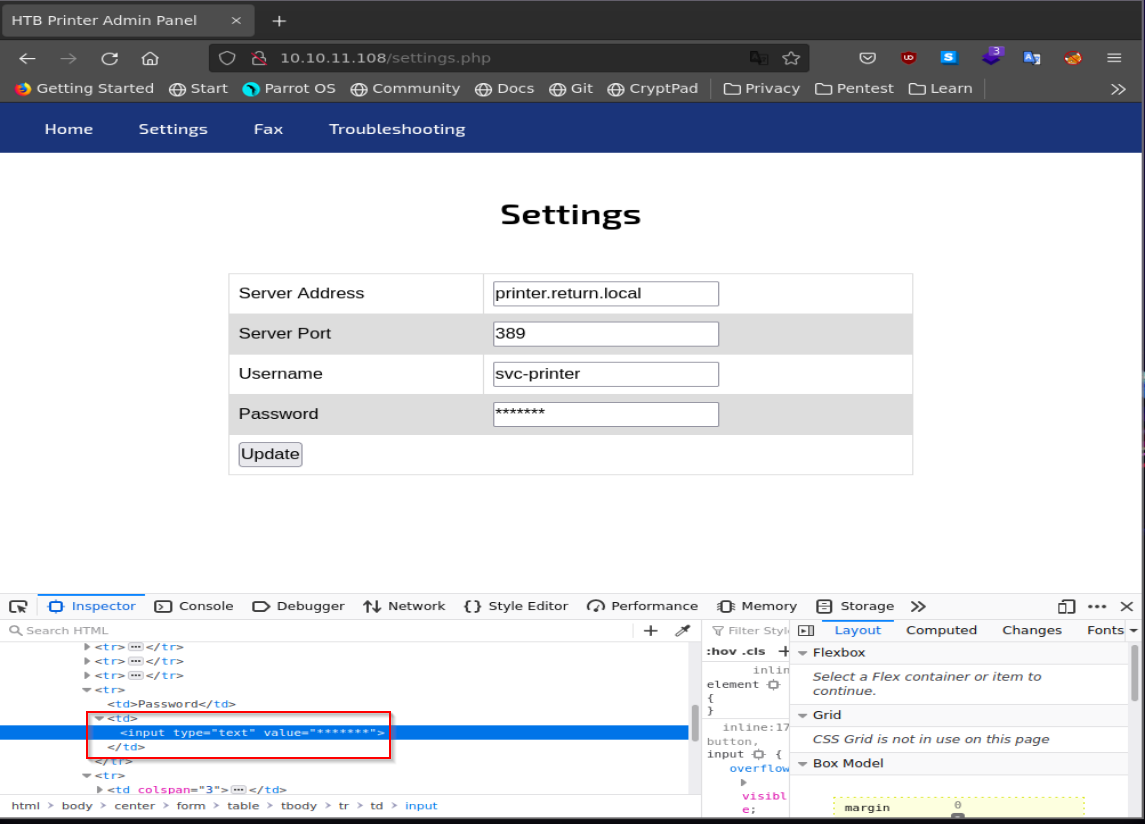 HTB Printer Admin Panel
10.10.11.108/settings.php
3
Getting Started Start Parrot OS Community Docs Git CryptPad Privacy Pentest Learn
Home Settings Fax Troubleshooting
Settings
Server Address printer.return.local
Server Port 389
Username svc-printer
Password *******
Update
Inspector Console Debugger Network Style Editor Performance Memory Storage
Search HTML
Filter Styl
Layout Computed Changes Fonts
:hov .cls
<tr> </tr>
<tr> </tr>
<tr> </tr>
<tr>
<td>Password</td>
<td>
<input type="text" value="*******">
</td>
</tr>
<tr>
<td colspan="3"> </td>
html > body > center > form > table > tbody > tr > td > input
inlin
element {
}
inline:17
button,
input {
overflow
visibl
e;
Flexbox
Select a Flex container or item to
continue.
Grid
CSS Grid is not in use on this page
Box Model
margin 0